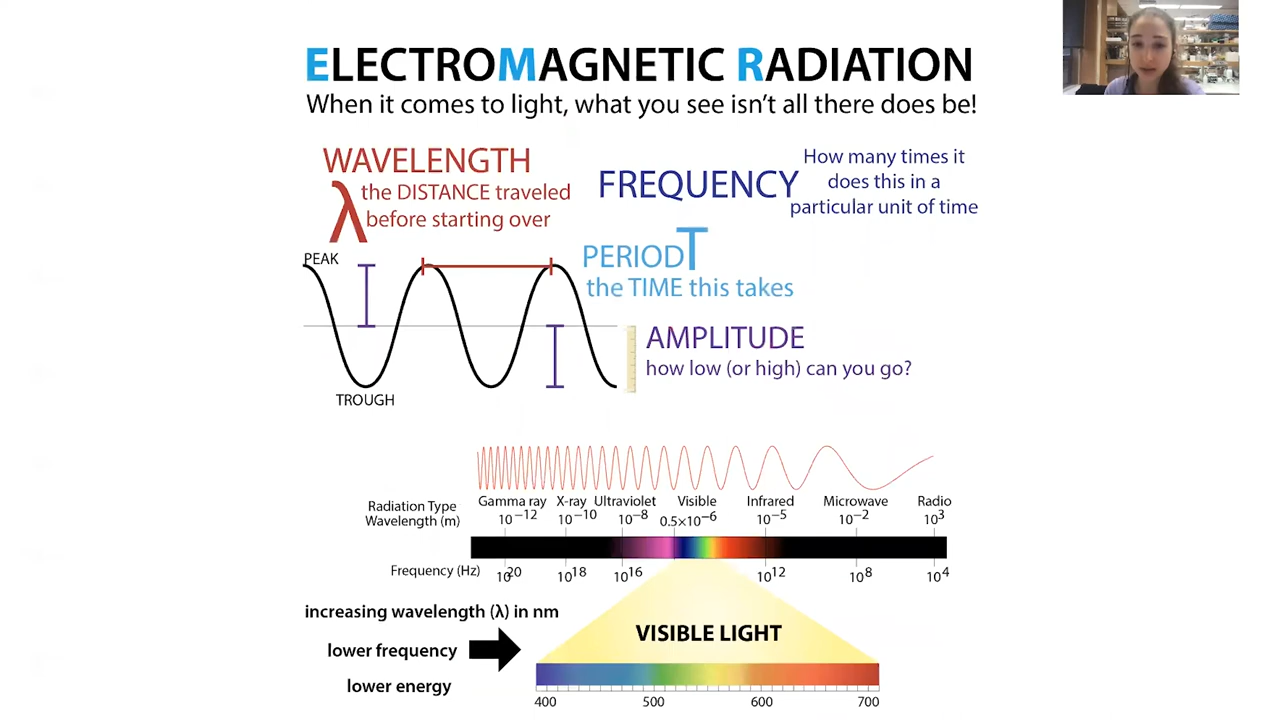 ELECTROMAGNETIC RADIATION
When it comes to light, what you see isn't all there does be!
WAVELENGTH
λ the DISTANCE traveled
before starting over
FREQUENCY
How many times it
does this in a
particular unit of time
PERIOD T
the TIME this takes
PEAK
TROUGH
AMPLITUDE
how low (or high) can you go?
Radiation Type Gamma ray X-ray Ultraviolet Visible Infrared Microwave Radio
Wavelength (m) 10⁻¹² 10⁻¹⁰ 10⁻⁸ 0.5×10⁻⁶ 10⁻⁵ 10⁻² 10³
Frequency (Hz) 10²⁰ 10¹⁸ 10¹⁶ 10¹² 10⁸ 10⁴
increasing wavelength (λ) in nm
lower frequency
lower energy
VISIBLE LIGHT
400 500 600 700